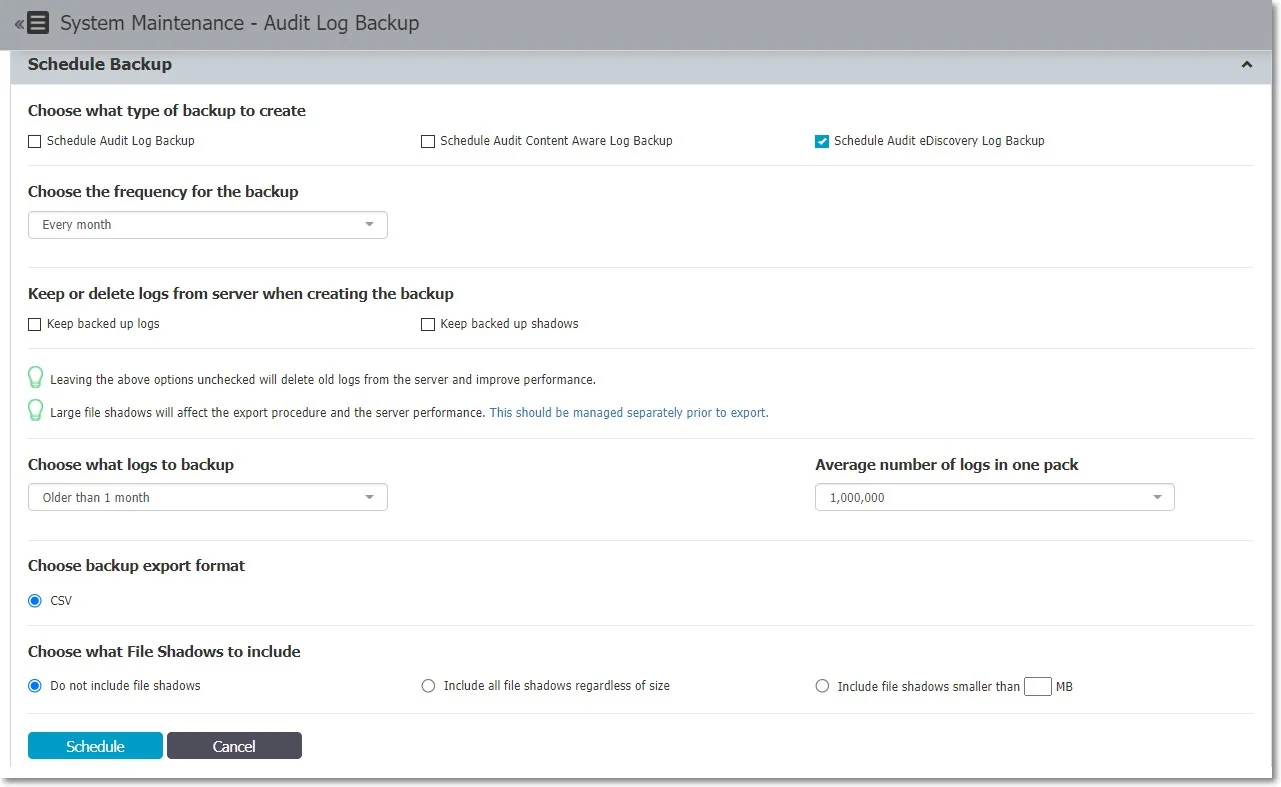 « System Maintenance - Audit Log Backup
Schedule Backup
Choose what type of backup to create
Schedule Audit Log Backup Schedule Audit Content Aware Log Backup Schedule Audit eDiscovery Log Backup
Choose the frequency for the backup
Every month
Keep or delete logs from server when creating the backup
Keep backed up logs Keep backed up shadows
Leaving the above options unchecked will delete old logs from the server and improve performance.
Large file shadows will affect the export procedure and the server performance. This should be managed separately prior to export.
Choose what logs to backup Average number of logs in one pack
Older than 1 month 1,000,000
Choose backup export format
CSV
Choose what File Shadows to include
Do not include file shadows Include all file shadows regardless of size Include file shadows smaller than MB
Schedule Cancel